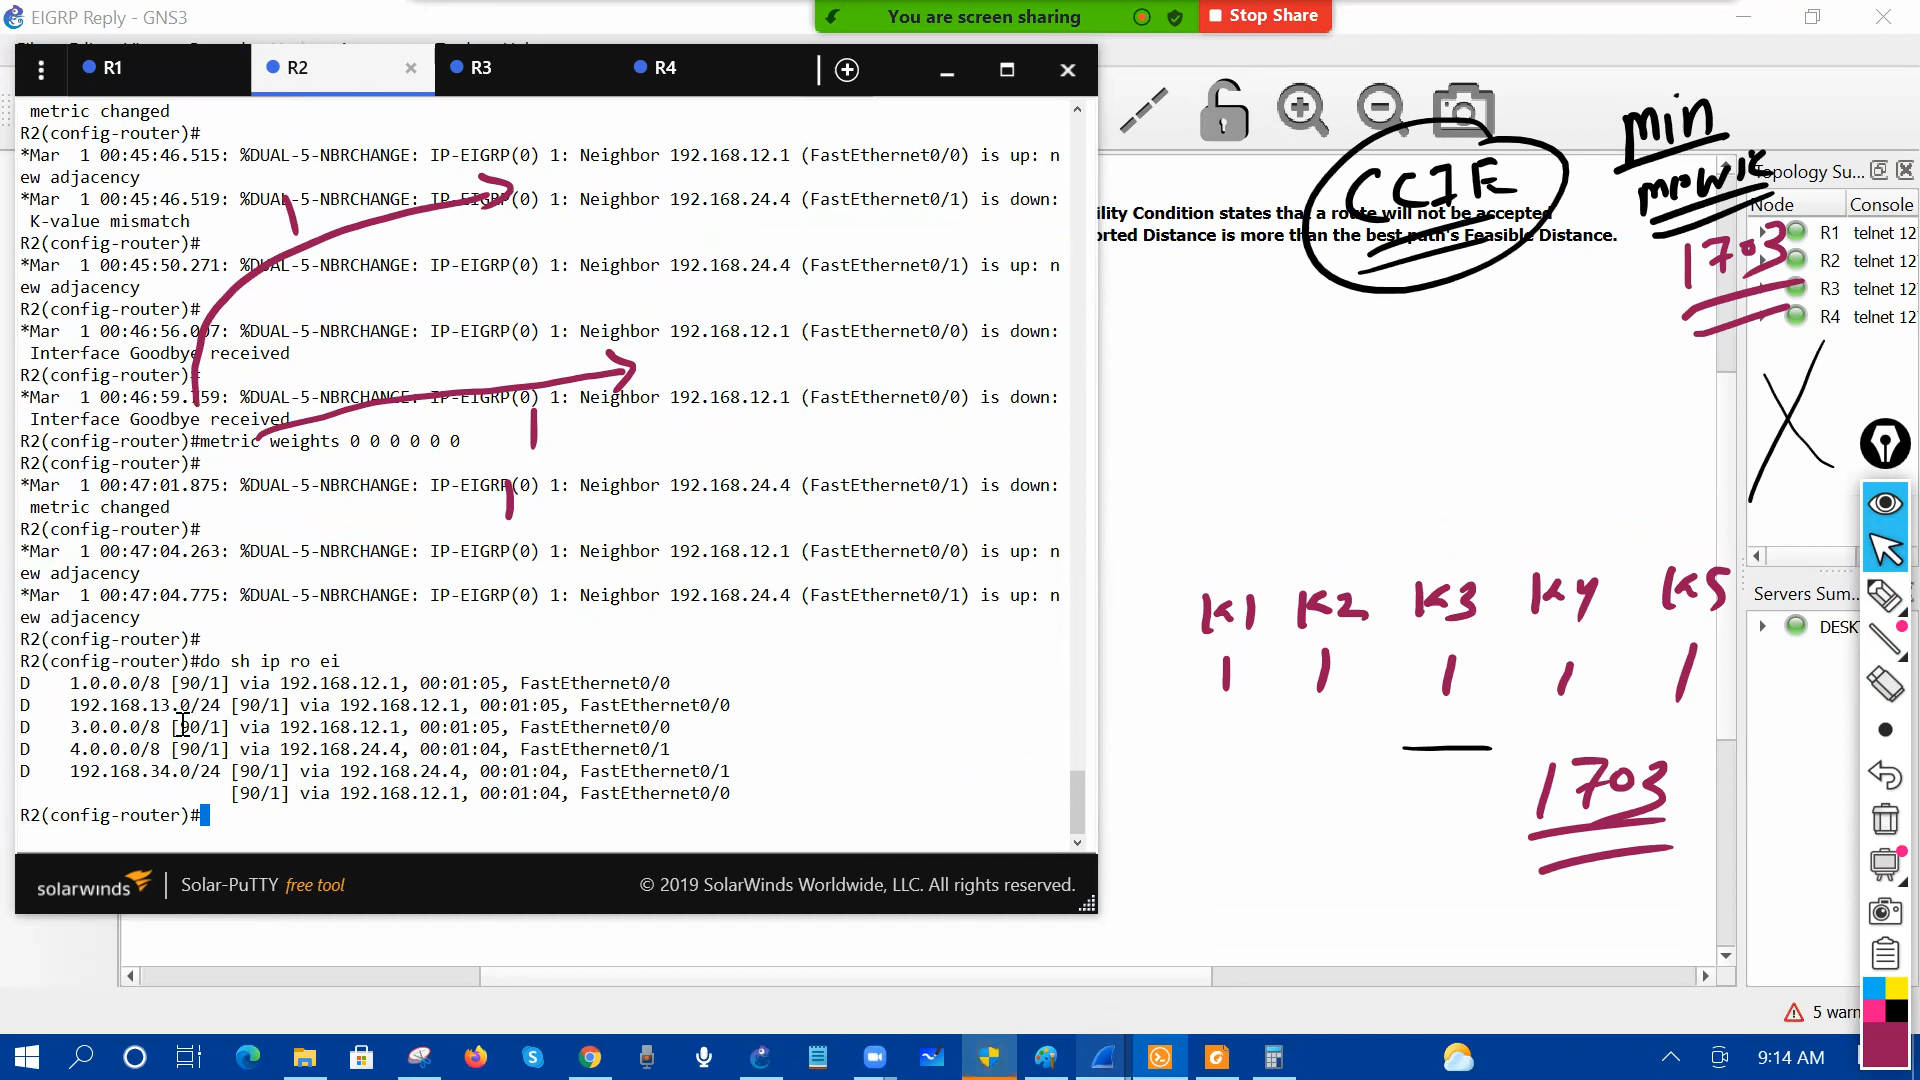 EIGRP Reply - GNS3
You are screen sharing
Stop Share
R1
R2
R3
R4
metric changed
R2(config-router)#
*Mar  1 00:45:46.515: %DUAL-5-NBRCHANGE: IP-EIGRP(0) 1: Neighbor 192.168.12.1 (FastEthernet0/0) is up: n
ew adjacency
*Mar  1 00:45:46.519: %DUAL-5-NBRCHANGE: IP-EIGRP(0) 1: Neighbor 192.168.24.4 (FastEthernet0/1) is down:
K-value mismatch
R2(config-router)#
*Mar  1 00:45:50.271: %DUAL-5-NBRCHANGE: IP-EIGRP(0) 1: Neighbor 192.168.24.4 (FastEthernet0/1) is up: n
ew adjacency
R2(config-router)#
*Mar  1 00:46:56.007: %DUAL-5-NBRCHANGE: IP-EIGRP(0) 1: Neighbor 192.168.12.1 (FastEthernet0/0) is down:
Interface Goodbye received
R2(config-router)#
*Mar  1 00:46:59.759: %DUAL-5-NBRCHANGE: IP-EIGRP(0) 1: Neighbor 192.168.12.1 (FastEthernet0/0) is down:
Interface Goodbye received
R2(config-router)#metric weights 0 0 0 0 0 0
R2(config-router)#
*Mar  1 00:47:01.875: %DUAL-5-NBRCHANGE: IP-EIGRP(0) 1: Neighbor 192.168.24.4 (FastEthernet0/1) is down:
metric changed
R2(config-router)#
*Mar  1 00:47:04.263: %DUAL-5-NBRCHANGE: IP-EIGRP(0) 1: Neighbor 192.168.12.1 (FastEthernet0/0) is up: n
ew adjacency
*Mar  1 00:47:04.775: %DUAL-5-NBRCHANGE: IP-EIGRP(0) 1: Neighbor 192.168.24.4 (FastEthernet0/1) is up: n
ew adjacency
R2(config-router)#
R2(config-router)#do sh ip ro ei
D    1.0.0.0/8 [90/1] via 192.168.12.1, 00:01:05, FastEthernet0/0
D    192.168.13.0/24 [90/1] via 192.168.12.1, 00:01:05, FastEthernet0/0
D    3.0.0.0/8 [90/1] via 192.168.12.1, 00:01:05, FastEthernet0/0
D    4.0.0.0/8 [90/1] via 192.168.24.4, 00:01:04, FastEthernet0/1
D    192.168.34.0/24 [90/1] via 192.168.24.4, 00:01:04, FastEthernet0/1
[90/1] via 192.168.12.1, 00:01:04, FastEthernet0/0
R2(config-router)#
solarwinds
Solar-PuTTY free tool
© 2019 SolarWinds Worldwide, LLC. All rights reserved.
CCIE
bility Condition states that a route will not be accepted
orted Distance is more than the best path's Feasible Distance.
min
1703
K1 K2 K3 K4 K5
1 1 1 1 1
1703
Topology Su...
Node Console
R1 telnet 12
R2 telnet 12
R3 telnet 12
R4 telnet 12
Servers Sum...
DESK
5 warn
9:14 AM